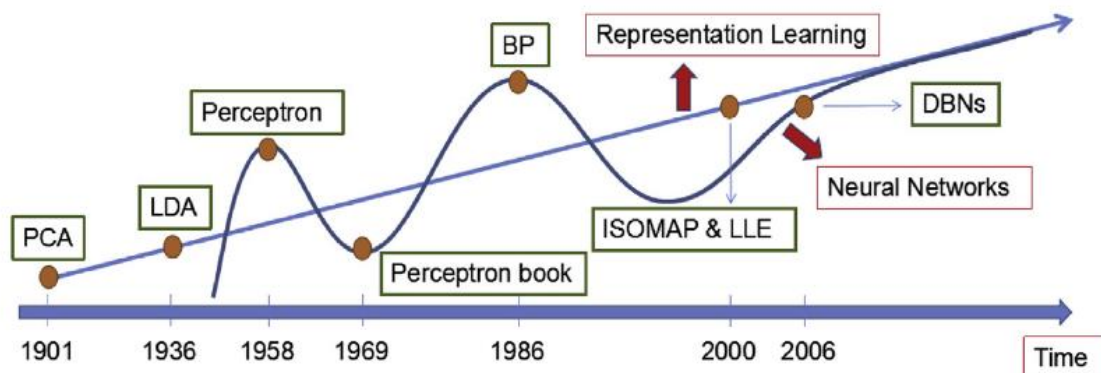 BP
Representation Learning
Perceptron
DBNs
LDA
Neural Networks
PCA
ISOMAP & LLE
Perceptron book
1901
1936
1958
1969
1986
2000
2006
Time